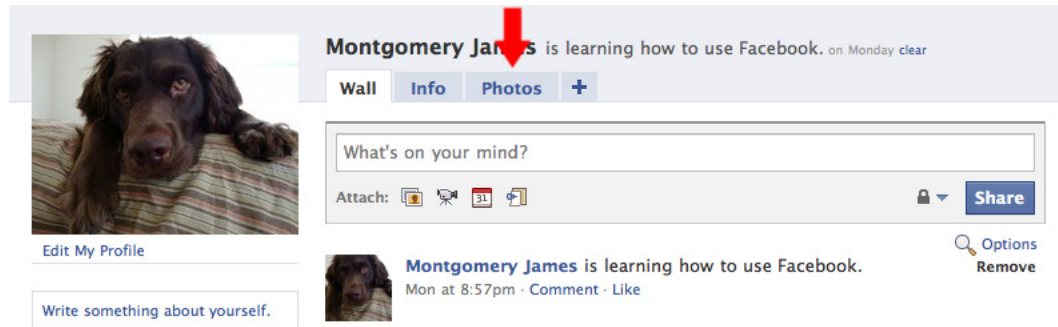 Montgomery James is learning how to use Facebook. on Monday clear
Wall Info Photos +
What's on your mind?
Attach: 31 Share
Edit My Profile
Options
Montgomery James is learning how to use Facebook. Remove
Mon at 8:57pm · Comment · Like
Write something about yourself.